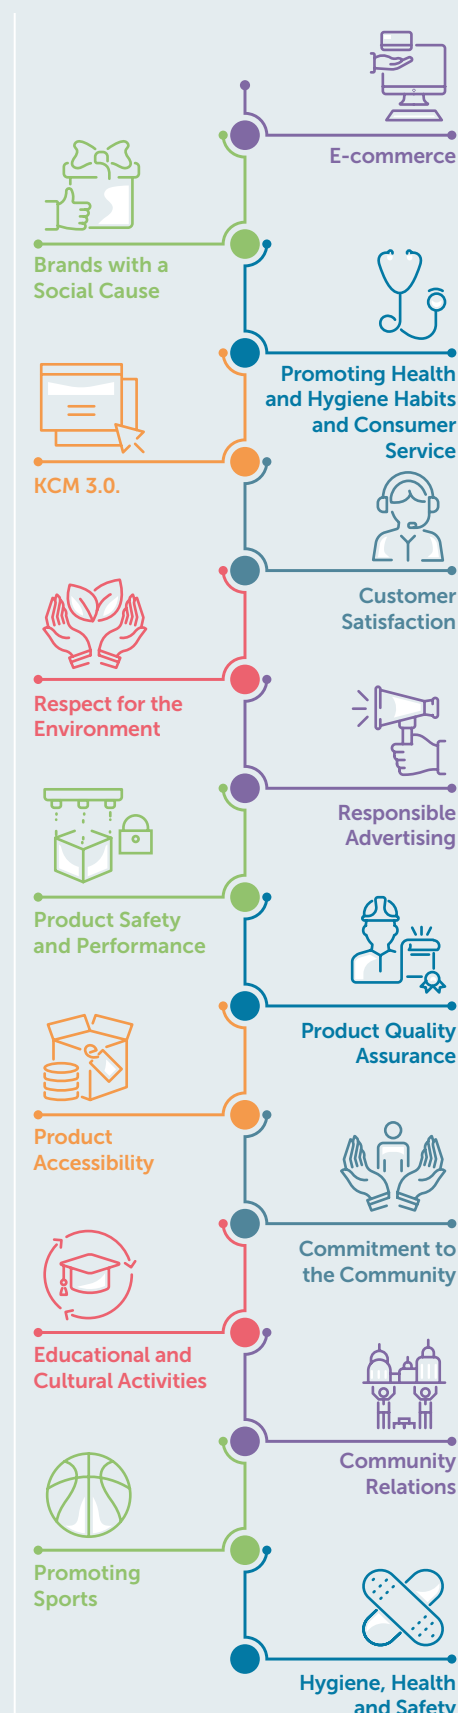 E-commerce
Brands with a
Social Cause
Promoting Health
and Hygiene Habits
and Consumer
Service
KCM 3.0.
Customer
Satisfaction
Respect for the
Environment
Responsible
Advertising
Product Safety
and Performance
Product Quality
Assurance
Product
Accessibility
Commitment to
the Community
Educational and
Cultural Activities
Community
Relations
Promoting
Sports
Hygiene, Health
and Safety